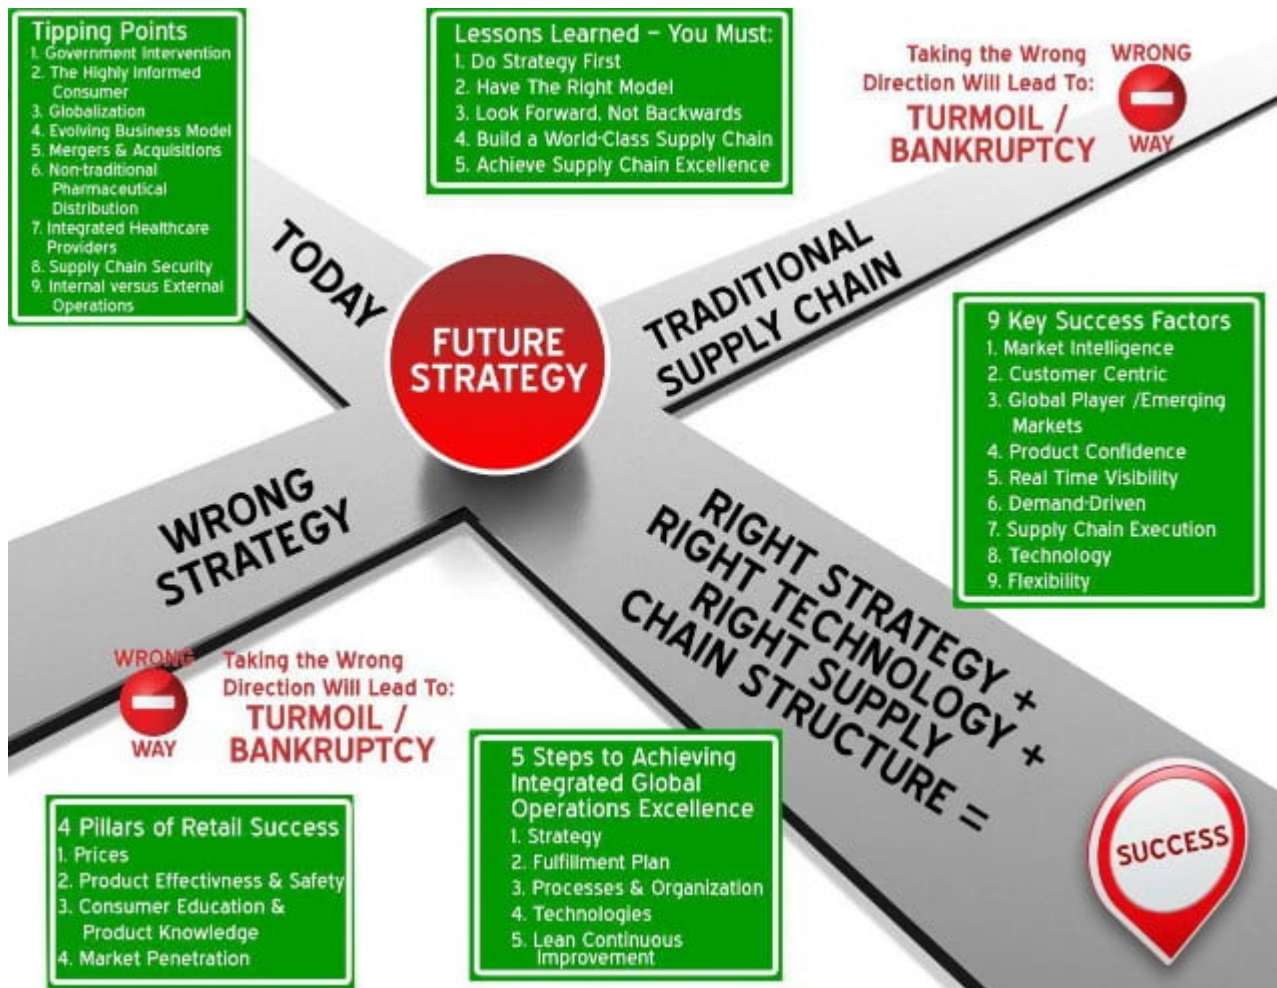 Tipping Points
1. Government Intervention
2. The Highly Informed
Consumer
3. Globalization
4. Evolving Business Model
5. Mergers & Acquisitions
6. Non-traditional
Pharmaceutical
Distribution
7. Integrated Healthcare
Providers
8. Supply Chain Security
9. Internal versus External
Operations
Lessons Learned – You Must:
1. Do Strategy First
2. Have The Right Model
3. Look Forward, Not Backwards
4. Build a World-Class Supply Chain
5. Achieve Supply Chain Excellence
Taking the Wrong
Direction Will Lead To:
TURMOIL /
BANKRUPTCY
WRONG
WAY
TODAY
FUTURE
STRATEGY
TRADITIONAL
SUPPLY CHAIN
9 Key Success Factors
1. Market Intelligence
2. Customer Centric
3. Global Player /Emerging
Markets
4. Product Confidence
5. Real Time Visibility
6. Demand-Driven
7. Supply Chain Execution
8. Technology
9. Flexibility
WRONG
STRATEGY
RIGHT STRATEGY +
RIGHT TECHNOLOGY +
RIGHT SUPPLY
CHAIN STRUCTURE =
SUCCESS
WRONG
WAY
Taking the Wrong
Direction Will Lead To:
TURMOIL /
BANKRUPTCY
4 Pillars of Retail Success
1. Prices
2. Product Effectivness & Safety
3. Consumer Education &
Product Knowledge
4. Market Penetration
5 Steps to Achieving
Integrated Global
Operations Excellence
1. Strategy
2. Fulfillment Plan
3. Processes & Organization
4. Technologies
5. Lean Continuous
Improvement